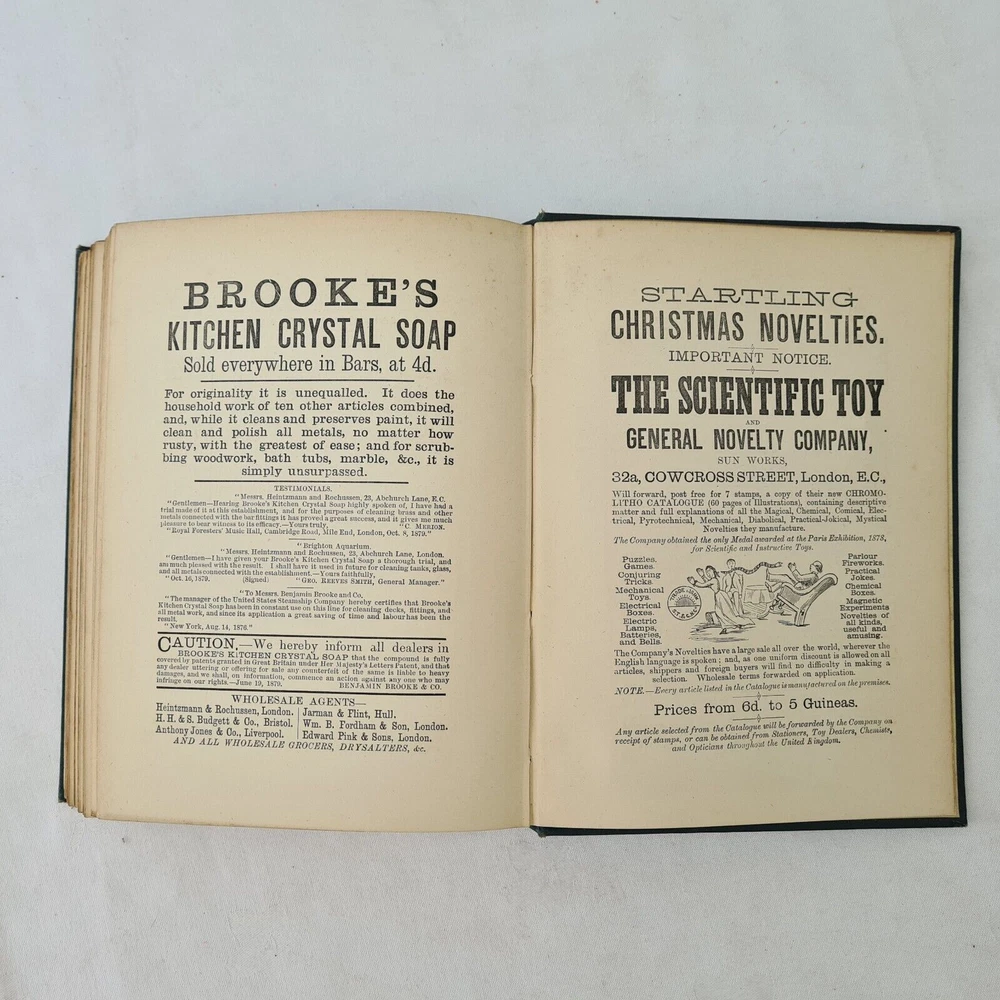 BROOKE'S
KITCHEN CRYSTAL SOAP
Sold everywhere in Bars, at 4d.
For originality it is unequalled. It does the
household work of ten other articles combined,
and, while it cleans and preserves paint, it will
clean and polish all metals, no matter how
rusty, with the greatest of ease; and for scrub-
bing woodwork, bath tubs, marble, &c., it is
simply unsurpassed.
TESTIMONIALS.
"Messrs. Heintzmann and Rochussen, 23, Abchurch Lane, E.C.
"Gentlemen—Hearing Brooke's Kitchen Crystal Soap highly spoken of, I have had a
trial made of it at this establishment, and for the purposes of cleaning brass and other
metals connected with the bar fittings it has proved a great success, and it gives me much
pleasure to bear witness to its efficacy.—Yours truly, "C. MERION.
"Royal Foresters' Music Hall, Cambridge Road, Mile End, London, Oct. 8, 1879."
"Brighton Aquarium.
"Messrs. Heintzmann and Rochussen, 23, Abchurch Lane, London.
"Gentlemen—I have given your Brooke's Kitchen Crystal Soap a thorough trial, and
am much pleased with the result. I shall have it used in future for cleaning tanks, glass,
and all metals connected with the establishment.—Yours faithfully,
"Oct. 16, 1879. (Signed) "GEO. REEVES SMITH, General Manager."
"To Messrs. Benjamin Brooke and Co.
"The manager of the United States Steamship Company hereby certifies that Brooke's
Kitchen Crystal Soap has been in constant use on this line for cleaning decks, fittings, and
all metal work, and since its application a great saving of time and labour has been the
result.
"New York, Aug. 14, 1876."
CAUTION.—We hereby inform all dealers in
BROOKE'S KITCHEN CRYSTAL SOAP that the compound is fully
covered by patents granted in Great Britain under Her Majesty's Letters Patent, and that
any dealer uttering or offering for sale any counterfeit of the same is liable to heavy
damages, and we shall, on information, commence an action against any one who may
infringe on our rights.—June 19, 1879. BENJAMIN BROOKE & CO.
WHOLESALE AGENTS—
Heintzmann & Rochussen, London. Jarman & Flint, Hull.
H. H. & S. Budgett & Co., Bristol. Wm. B. Fordham & Son, London.
Anthony Jones & Co., Liverpool. Edward Pink & Sons, London.
AND ALL WHOLESALE GROCERS, DRYSALTERS, &c.
STARTLING
CHRISTMAS NOVELTIES.
IMPORTANT NOTICE.
THE SCIENTIFIC TOY
AND
GENERAL NOVELTY COMPANY,
SUN WORKS,
32a, COWCROSS STREET, London, E.C.,
Will forward, post free for 7 stamps, a copy of their new CHROMO-
LITHO CATALOGUE (60 pages of Illustrations), containing descriptive
matter and full explanations of all the Magical, Chemical, Comical, Elec-
trical, Pyrotechnical, Mechanical, Diabolical, Practical-Jokical, Mystical
Novelties they manufacture.
The Company obtained the only Medal awarded at the Paris Exhibition, 1878,
for Scientific and Instructive Toys.
Puzzles.
Games.
Conjuring
Tricks.
Mechanical
Toys.
Electrical
Boxes.
Electric
Lamps,
Batteries,
and Bells.
Parlour
Fireworks.
Practical
Jokes.
Chemical
Boxes.
Magnetic
Experiments
Novelties of
all kinds,
useful and
amusing.
The Company's Novelties have a large sale all over the world, wherever the
English language is spoken; and, as one uniform discount is allowed on all
articles, shippers and foreign buyers will find no difficulty in making a
selection. Wholesale terms forwarded on application.
NOTE.—Every article listed in the Catalogue is manufactured on the premises.
Prices from 6d. to 5 Guineas.
Any article selected from the Catalogue will be forwarded by the Company on
receipt of stamps, or can be obtained from Stationers, Toy Dealers, Chemists,
and Opticians throughout the United Kingdom.